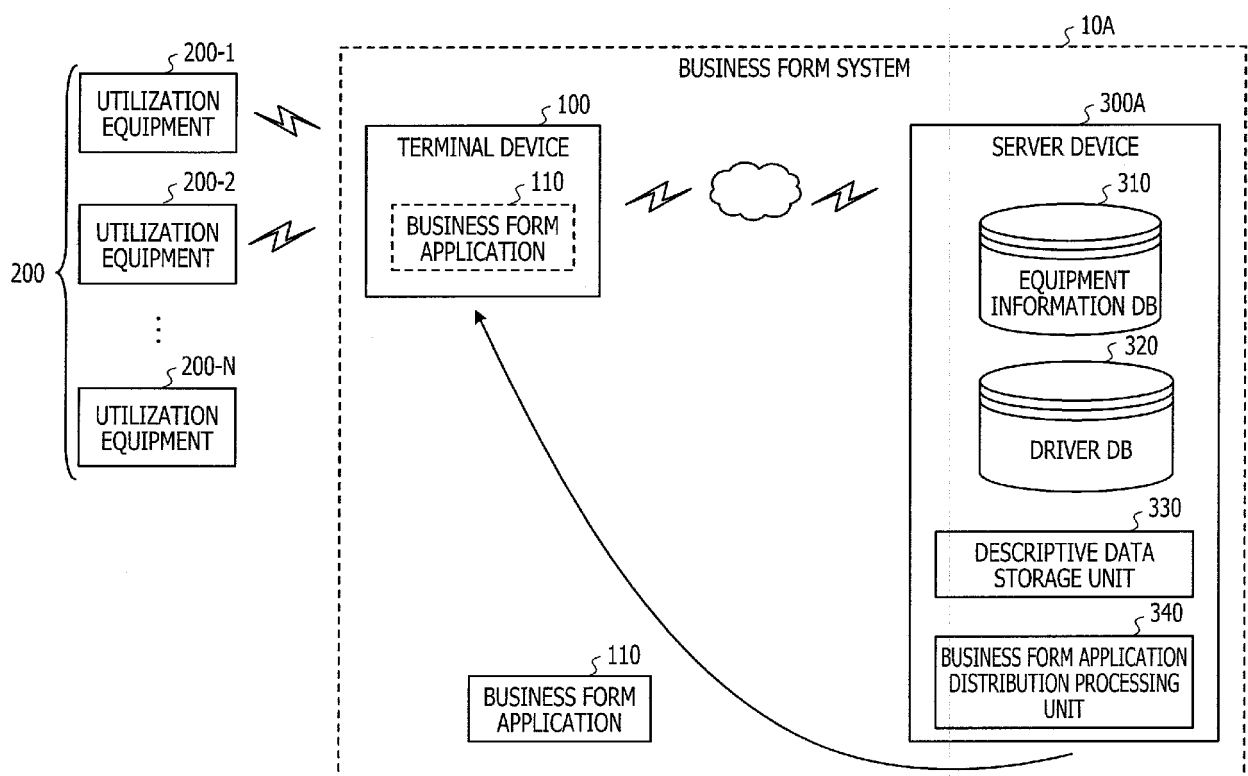 10A
BUSINESS FORM SYSTEM
200
200-1
UTILIZATION
EQUIPMENT
200-2
UTILIZATION
EQUIPMENT
200-N
UTILIZATION
EQUIPMENT
100
TERMINAL DEVICE
110
BUSINESS FORM
APPLICATION
300A
SERVER DEVICE
310
EQUIPMENT
INFORMATION DB
320
DRIVER DB
330
DESCRIPTIVE DATA
STORAGE UNIT
340
BUSINESS FORM APPLICATION
DISTRIBUTION PROCESSING
UNIT
110
BUSINESS FORM
APPLICATION